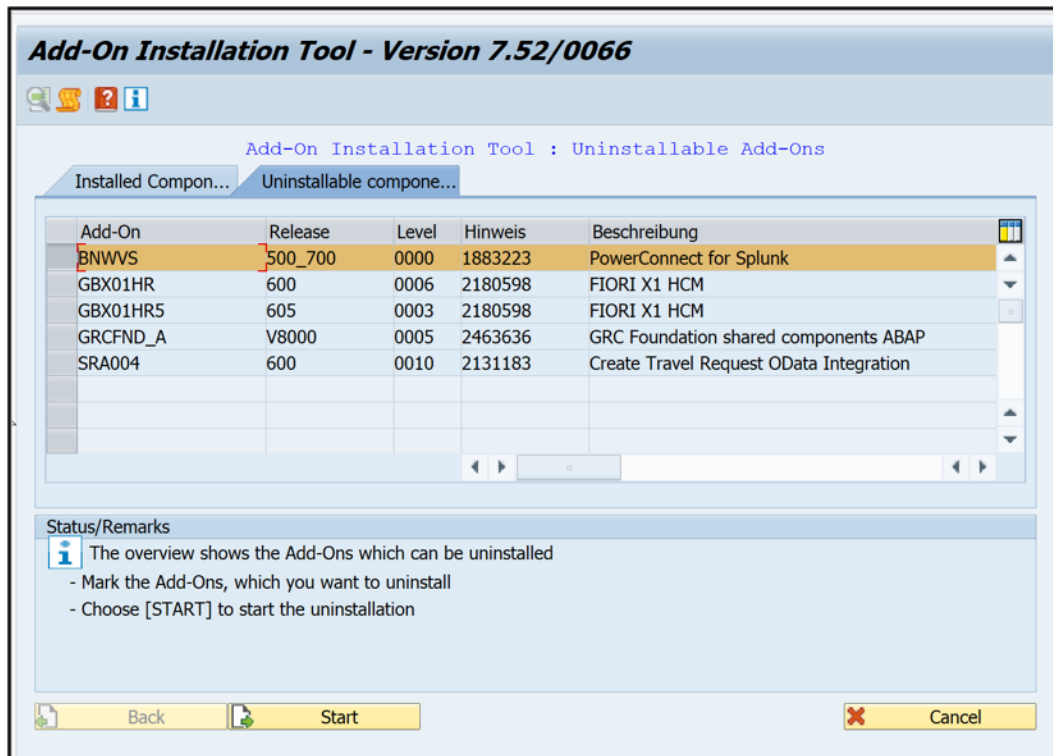 Add-On Installation Tool - Version 7.52/0066
Add-On Installation Tool : Uninstallable Add-Ons
Installed Compon... Uninstallable compone...
Add-On Release Level Hinweis Beschreibung
BNWVS 500_700 0000 1883223 PowerConnect for Splunk
GBX01HR 600 0006 2180598 FIORI X1 HCM
GBX01HR5 605 0003 2180598 FIORI X1 HCM
GRCFND_A V8000 0005 2463636 GRC Foundation shared components ABAP
SRA004 600 0010 2131183 Create Travel Request OData Integration
Status/Remarks
The overview shows the Add-Ons which can be uninstalled
- Mark the Add-Ons, which you want to uninstall
- Choose [START] to start the uninstallation
Back Start Cancel